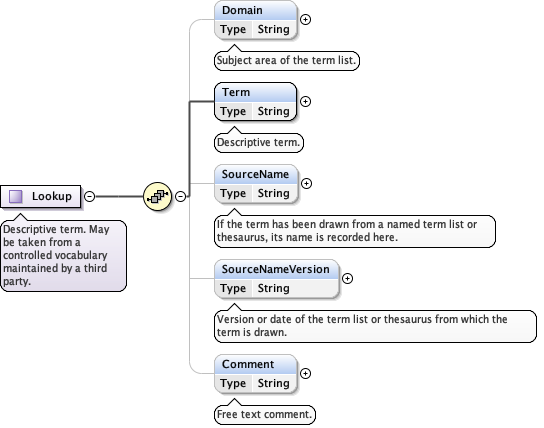 Domain
Type String
Subject area of the term list.
Term
Type String
Descriptive term.
Lookup
Descriptive term. May
be taken from a
controlled vocabulary
maintained by a third
party.
SourceName
Type String
If the term has been drawn from a named term list or
thesaurus, its name is recorded here.
SourceNameVersion
Type String
Version or date of the term list or thesaurus from which the
term is drawn.
Comment
Type String
Free text comment.